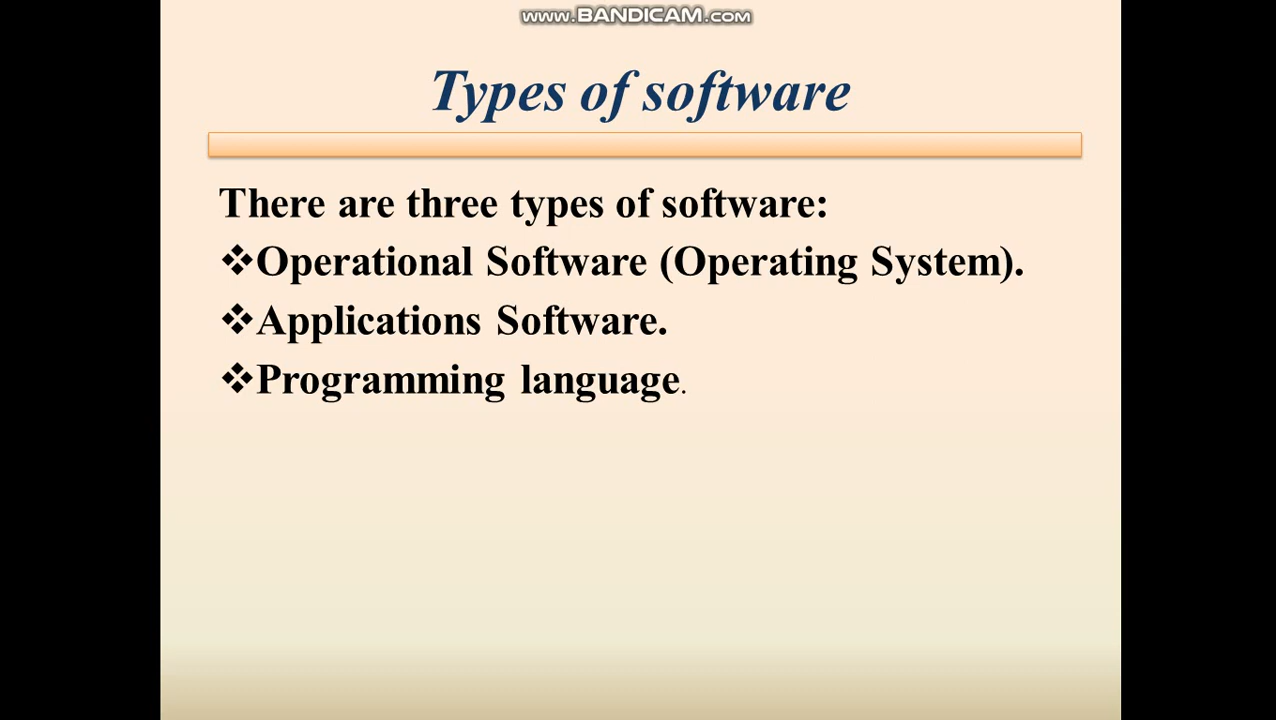 www.BANDICAM.com
Types of software
There are three types of software:
❖Operational Software (Operating System).
❖Applications Software.
❖Programming language.